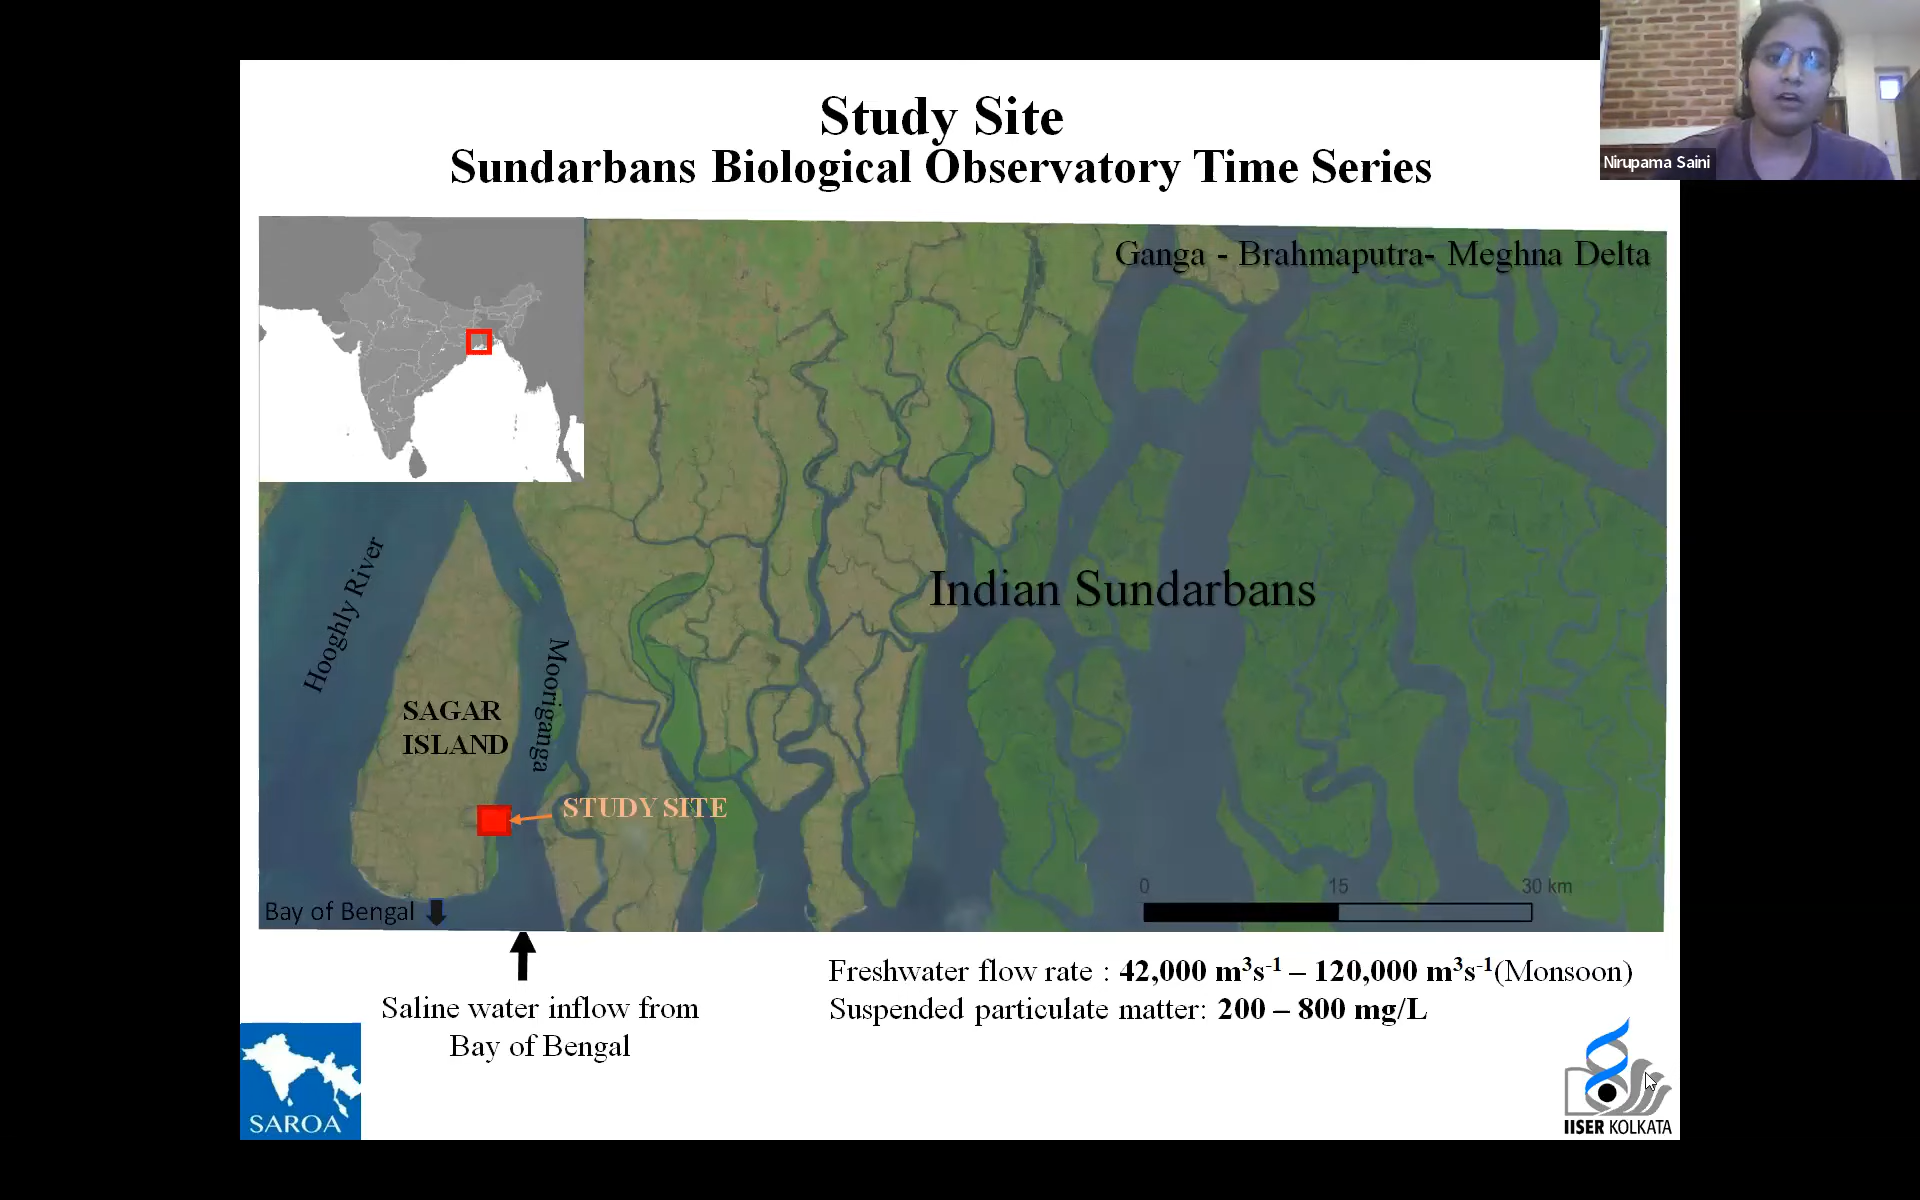 Study Site
Sundarbans Biological Observatory Time Series
Nirupama Saini
Ganga - Brahmaputra- Meghna Delta
Hooghly River
Mooriganga
Indian Sundarbans
SAGAR
ISLAND
STUDY SITE
0 15 30 km
Bay of Bengal
Saline water inflow from
Bay of Bengal
Freshwater flow rate : 42,000 m³s⁻¹ – 120,000 m³s⁻¹(Monsoon)
Suspended particulate matter: 200 – 800 mg/L
SAROA
IISER KOLKATA